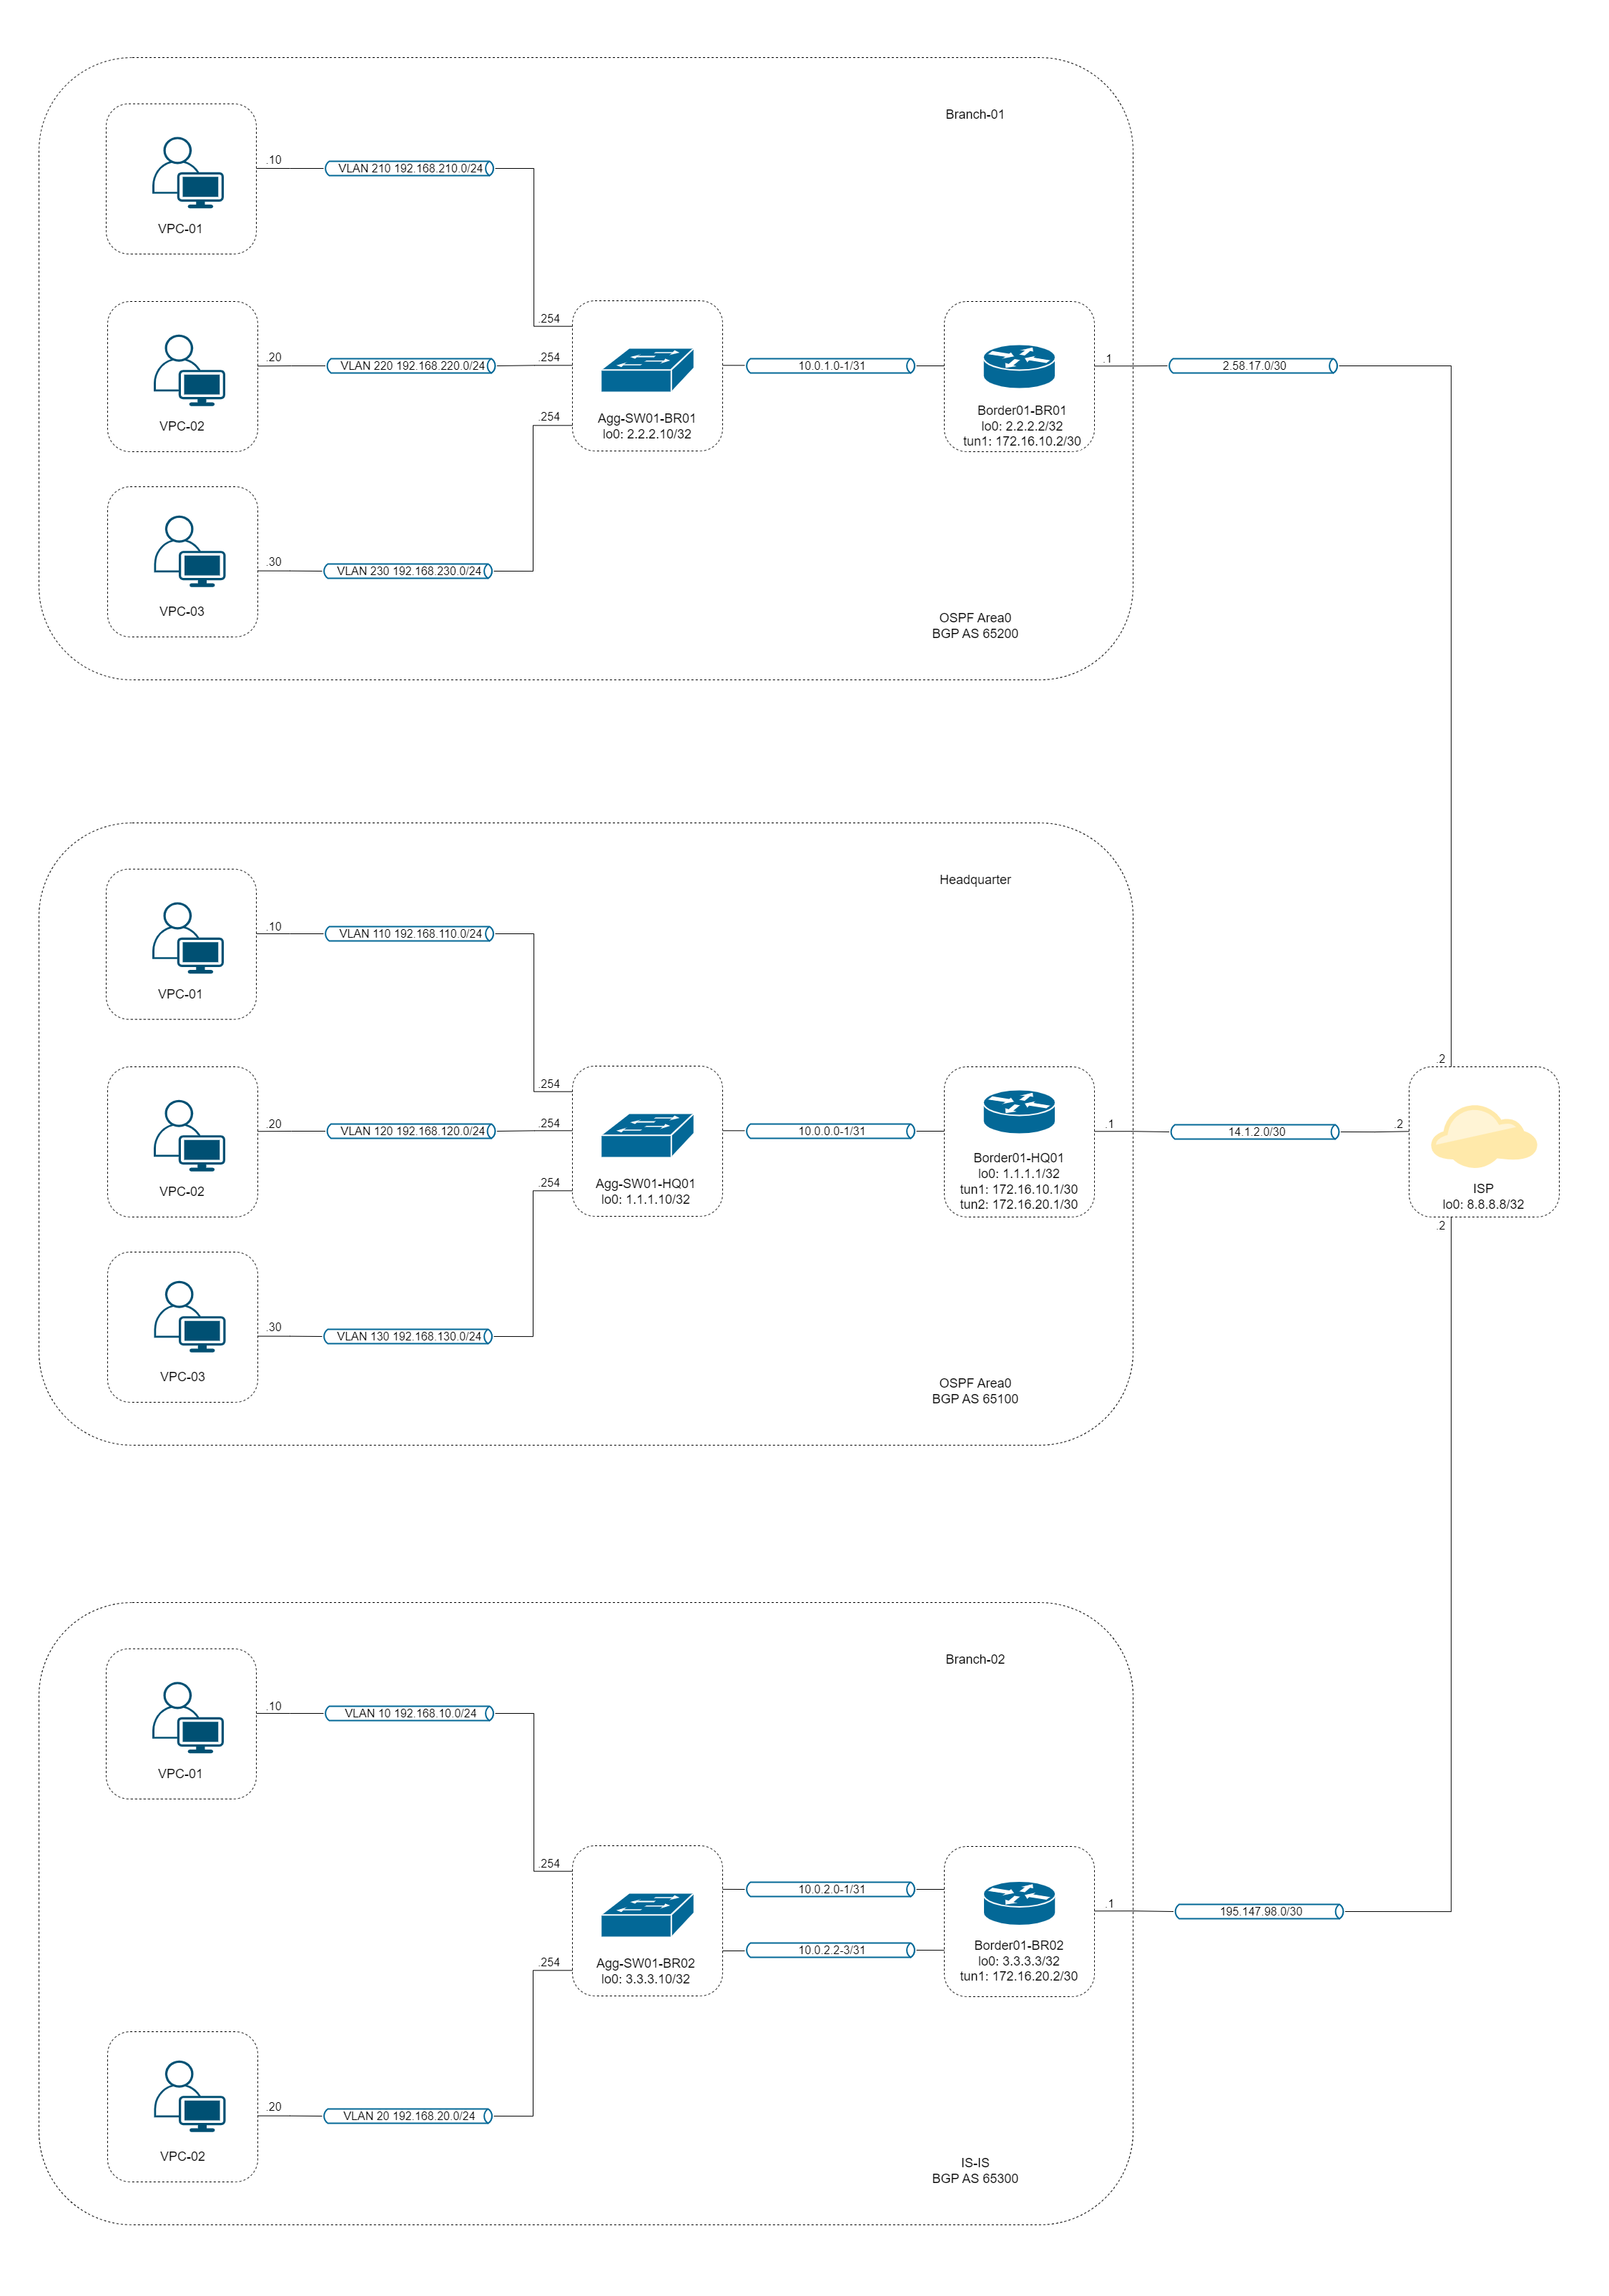 Branch-01
.10
VLAN 210 192.168.210.0/24
VPC-01
.254
.20
VLAN 220 192.168.220.0/24
.254
10.0.1.0-1/31
.1
2.58.17.0/30
VPC-02
.254
Agg-SW01-BR01
lo0: 2.2.2.10/32
Border01-BR01
lo0: 2.2.2.2/32
tun1: 172.16.10.2/30
.30
VLAN 230 192.168.230.0/24
VPC-03
OSPF Area0
BGP AS 65200
Headquarter
.10
VLAN 110 192.168.110.0/24
VPC-01
.254
.2
.20
VLAN 120 192.168.120.0/24
.254
10.0.0.0-1/31
.1
14.1.2.0/30
.2
VPC-02
.254
Agg-SW01-HQ01
lo0: 1.1.1.10/32
Border01-HQ01
lo0: 1.1.1.1/32
tun1: 172.16.10.1/30
tun2: 172.16.20.1/30
ISP
lo0: 8.8.8.8/32
.2
.30
VLAN 130 192.168.130.0/24
VPC-03
OSPF Area0
BGP AS 65100
Branch-02
.10
VLAN 10 192.168.10.0/24
VPC-01
.254
10.0.2.0-1/31
.1
195.147.98.0/30
10.0.2.2-3/31
.254
Agg-SW01-BR02
lo0: 3.3.3.10/32
Border01-BR02
lo0: 3.3.3.3/32
tun1: 172.16.20.2/30
.20
VLAN 20 192.168.20.0/24
VPC-02
IS-IS
BGP AS 65300